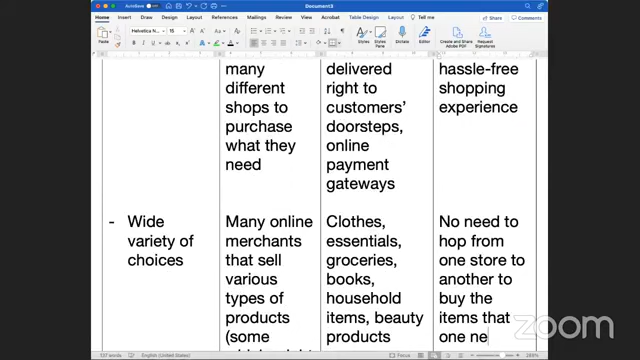 AutoSave
Document3
Home Insert Draw Design Layout References Mailings Review View Acrobat Table Design Layout Tell me
Share Comments
Helvetica N... 15
Paragraph Styles Styles Pane Dictate Editor Create and Share Adobe PDF Request Signatures
many delivered hassle-free
different right to shopping
shops to customers’ experience
purchase doorsteps,
what they online
need payment
gateways
- Wide Many online Clothes, No need to
variety of merchants essentials, hop from
choices that sell groceries, one store to
various books, another to
types of household buy the
products items, beauty items that
(some products one ne
zoom
137 words English (United States) Focus 288%